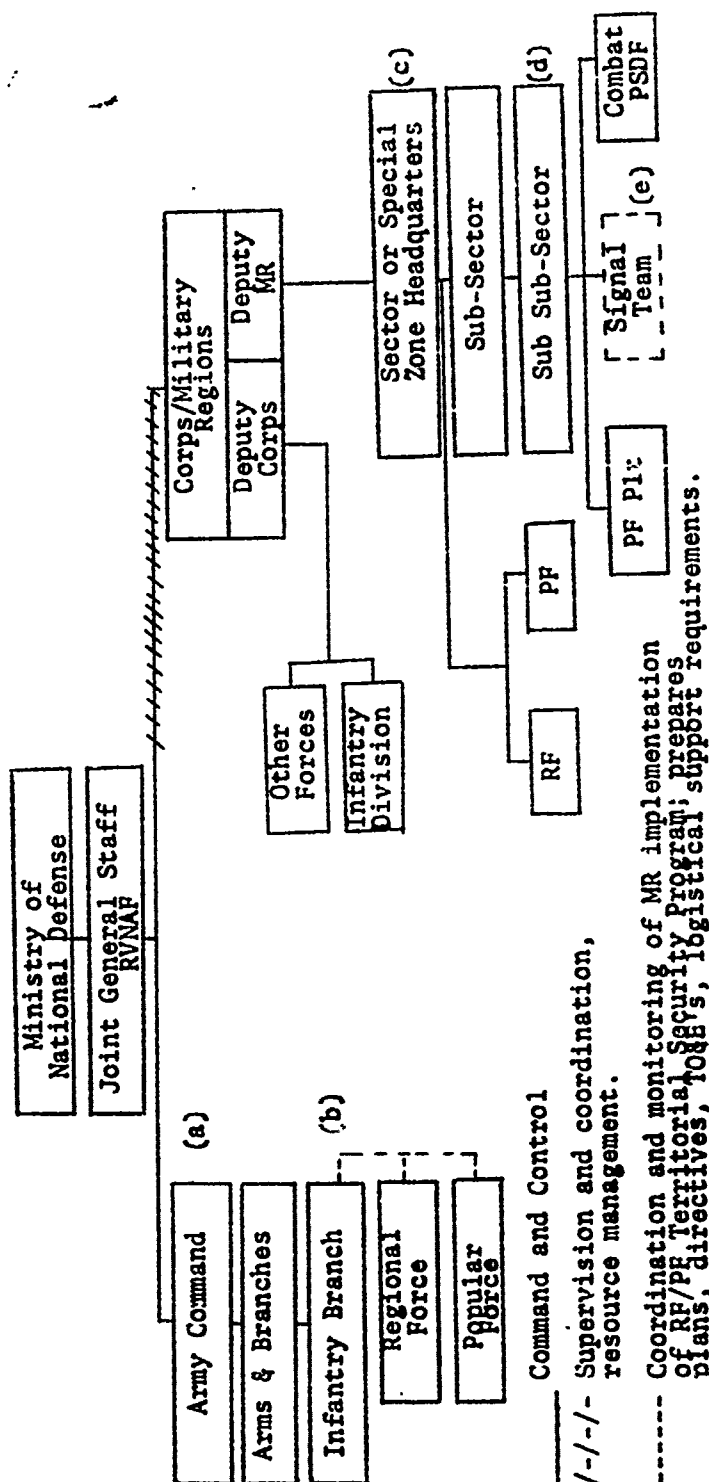 Ministry of
National Defense
Joint General Staff
RVNAF
Army Command
(a)
Arms & Branches
Infantry Branch
(b)
Regional
Force
Popular
Force
Corps/Military
Regions
Deputy
Corps
Deputy
MR
Other
Forces
Infantry
Division
Sector or Special
Zone Headquarters
(c)
Sub-Sector
Sub Sub-Sector
(d)
RF
PF
PF Plt
Signal
Team
(e)
Combat
PSDF
Command and Control
/-/-/- Supervision and coordination,
resource management.
------ Coordination and monitoring of MR implementation
of RF/PF Territorial Security Program; prepares
plans, directives, TO&E's, logistical support requirements.